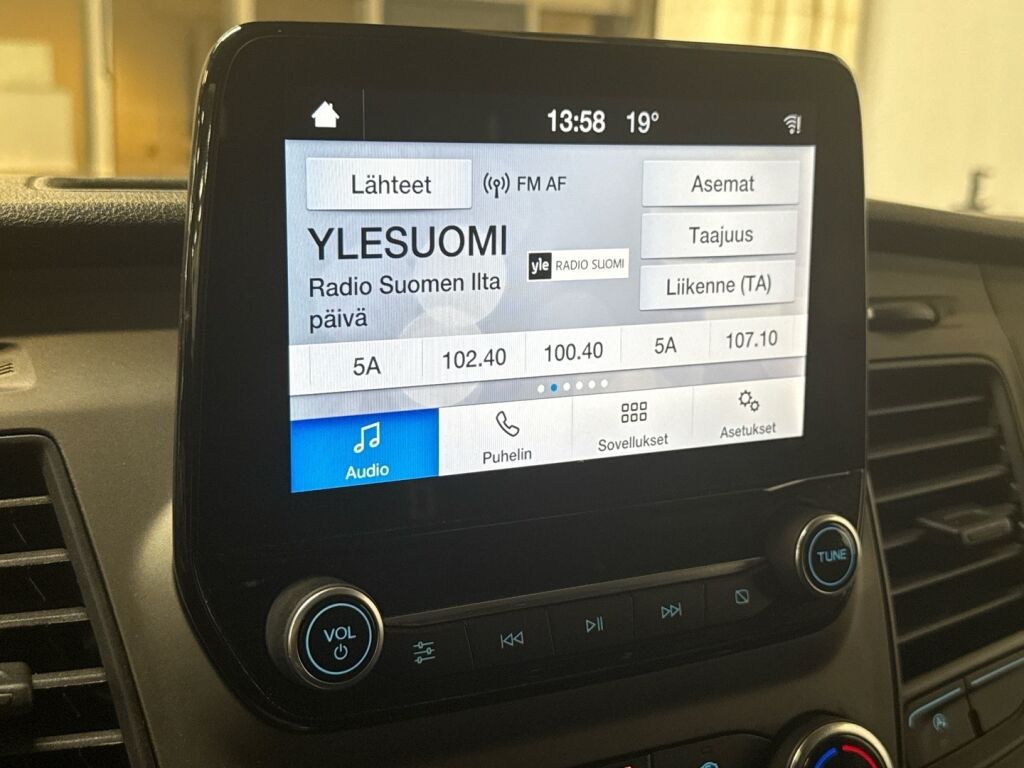 13:58 19°
Lähteet FM AF Asemat
YLESUOMI Taajuus
yle RADIO SUOMI
Radio Suomen Ilta Liikenne (TA)
päivä
5A 102.40 100.40 5A 107.10
Audio Puhelin Sovellukset Asetukset
TUNE
VOL